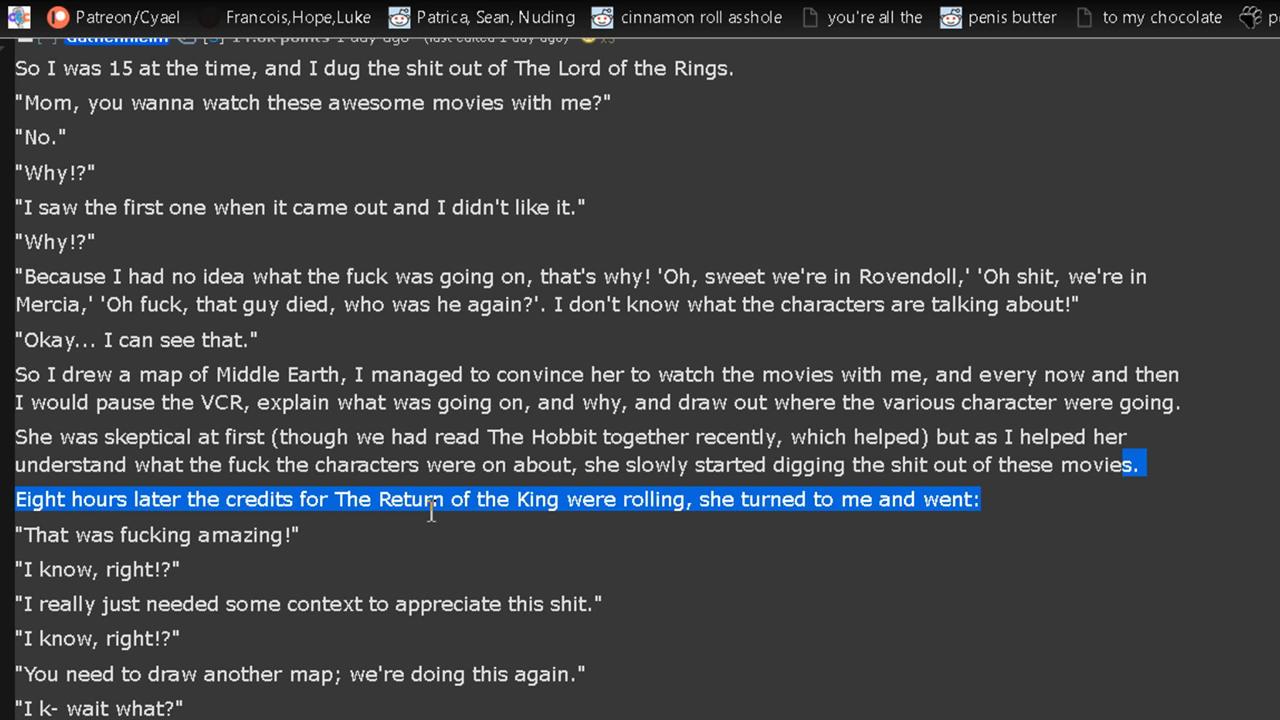 Patreon/Cyael Francois,Hope,Luke Patrica, Sean, Nuding cinnamon roll asshole you're all the penis butter to my chocolate
So I was 15 at the time, and I dug the shit out of The Lord of the Rings.
"Mom, you wanna watch these awesome movies with me?"
"No."
"Why!?"
"I saw the first one when it came out and I didn't like it."
"Why!?"
"Because I had no idea what the fuck was going on, that's why! 'Oh, sweet we're in Rovendoll,' 'Oh shit, we're in
Mercia,' 'Oh fuck, that guy died, who was he again?'. I don't know what the characters are talking about!"
"Okay... I can see that."
So I drew a map of Middle Earth, I managed to convince her to watch the movies with me, and every now and then
I would pause the VCR, explain what was going on, and why, and draw out where the various character were going.
She was skeptical at first (though we had read The Hobbit together recently, which helped) but as I helped her
understand what the fuck the characters were on about, she slowly started digging the shit out of these movies.
Eight hours later the credits for The Return of the King were rolling, she turned to me and went:
"That was fucking amazing!"
"I know, right!?"
"I really just needed some context to appreciate this shit."
"I know, right!?"
"You need to draw another map; we're doing this again."
"I k- wait what?"